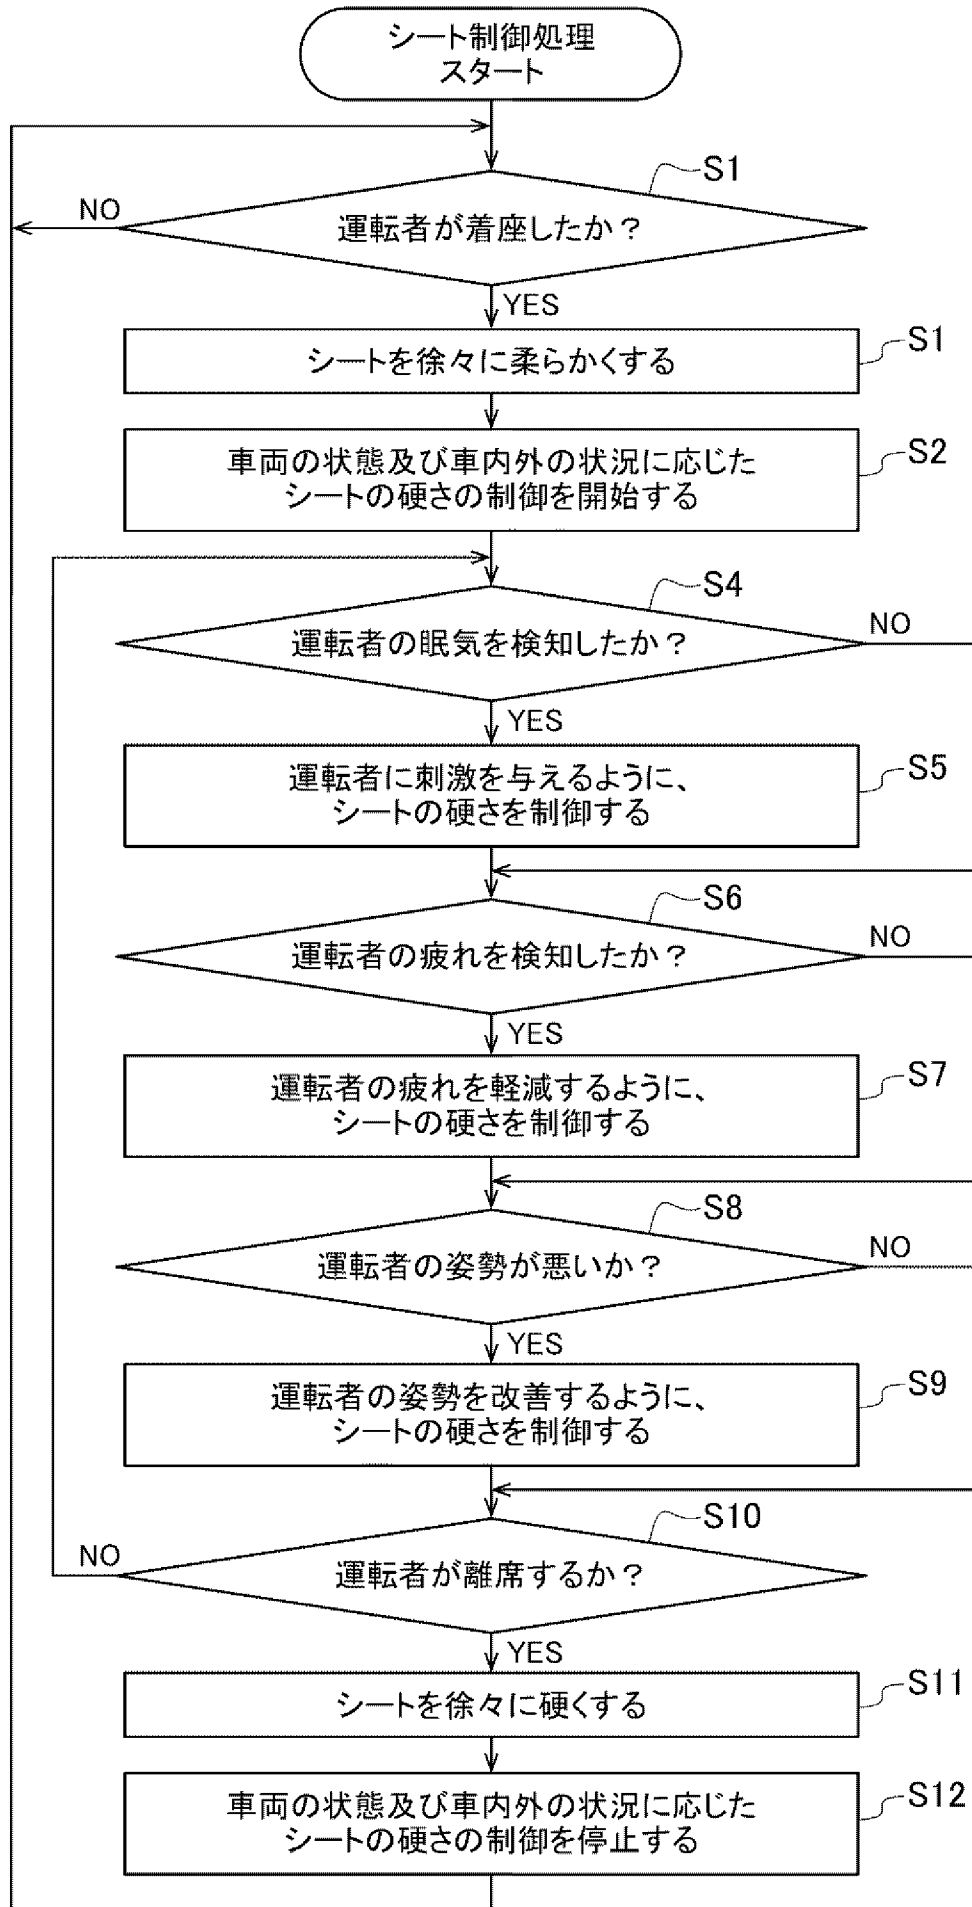 シート制御処理
スタート
S1
NO
運転者が着座したか？
YES
シートを徐々に柔らかくする
S1
車両の状態及び車内外の状況に応じた
シートの硬さの制御を開始する
S2
S4
運転者の眠気を検知したか？
NO
YES
運転者に刺激を与えるように、
シートの硬さを制御する
S5
S6
運転者の疲れを検知したか？
NO
YES
運転者の疲れを軽減するように、
シートの硬さを制御する
S7
S8
運転者の姿勢が悪いか？
NO
YES
運転者の姿勢を改善するように、
シートの硬さを制御する
S9
S10
NO
運転者が離席するか？
YES
シートを徐々に硬くする
S11
車両の状態及び車内外の状況に応じた
シートの硬さの制御を停止する
S12